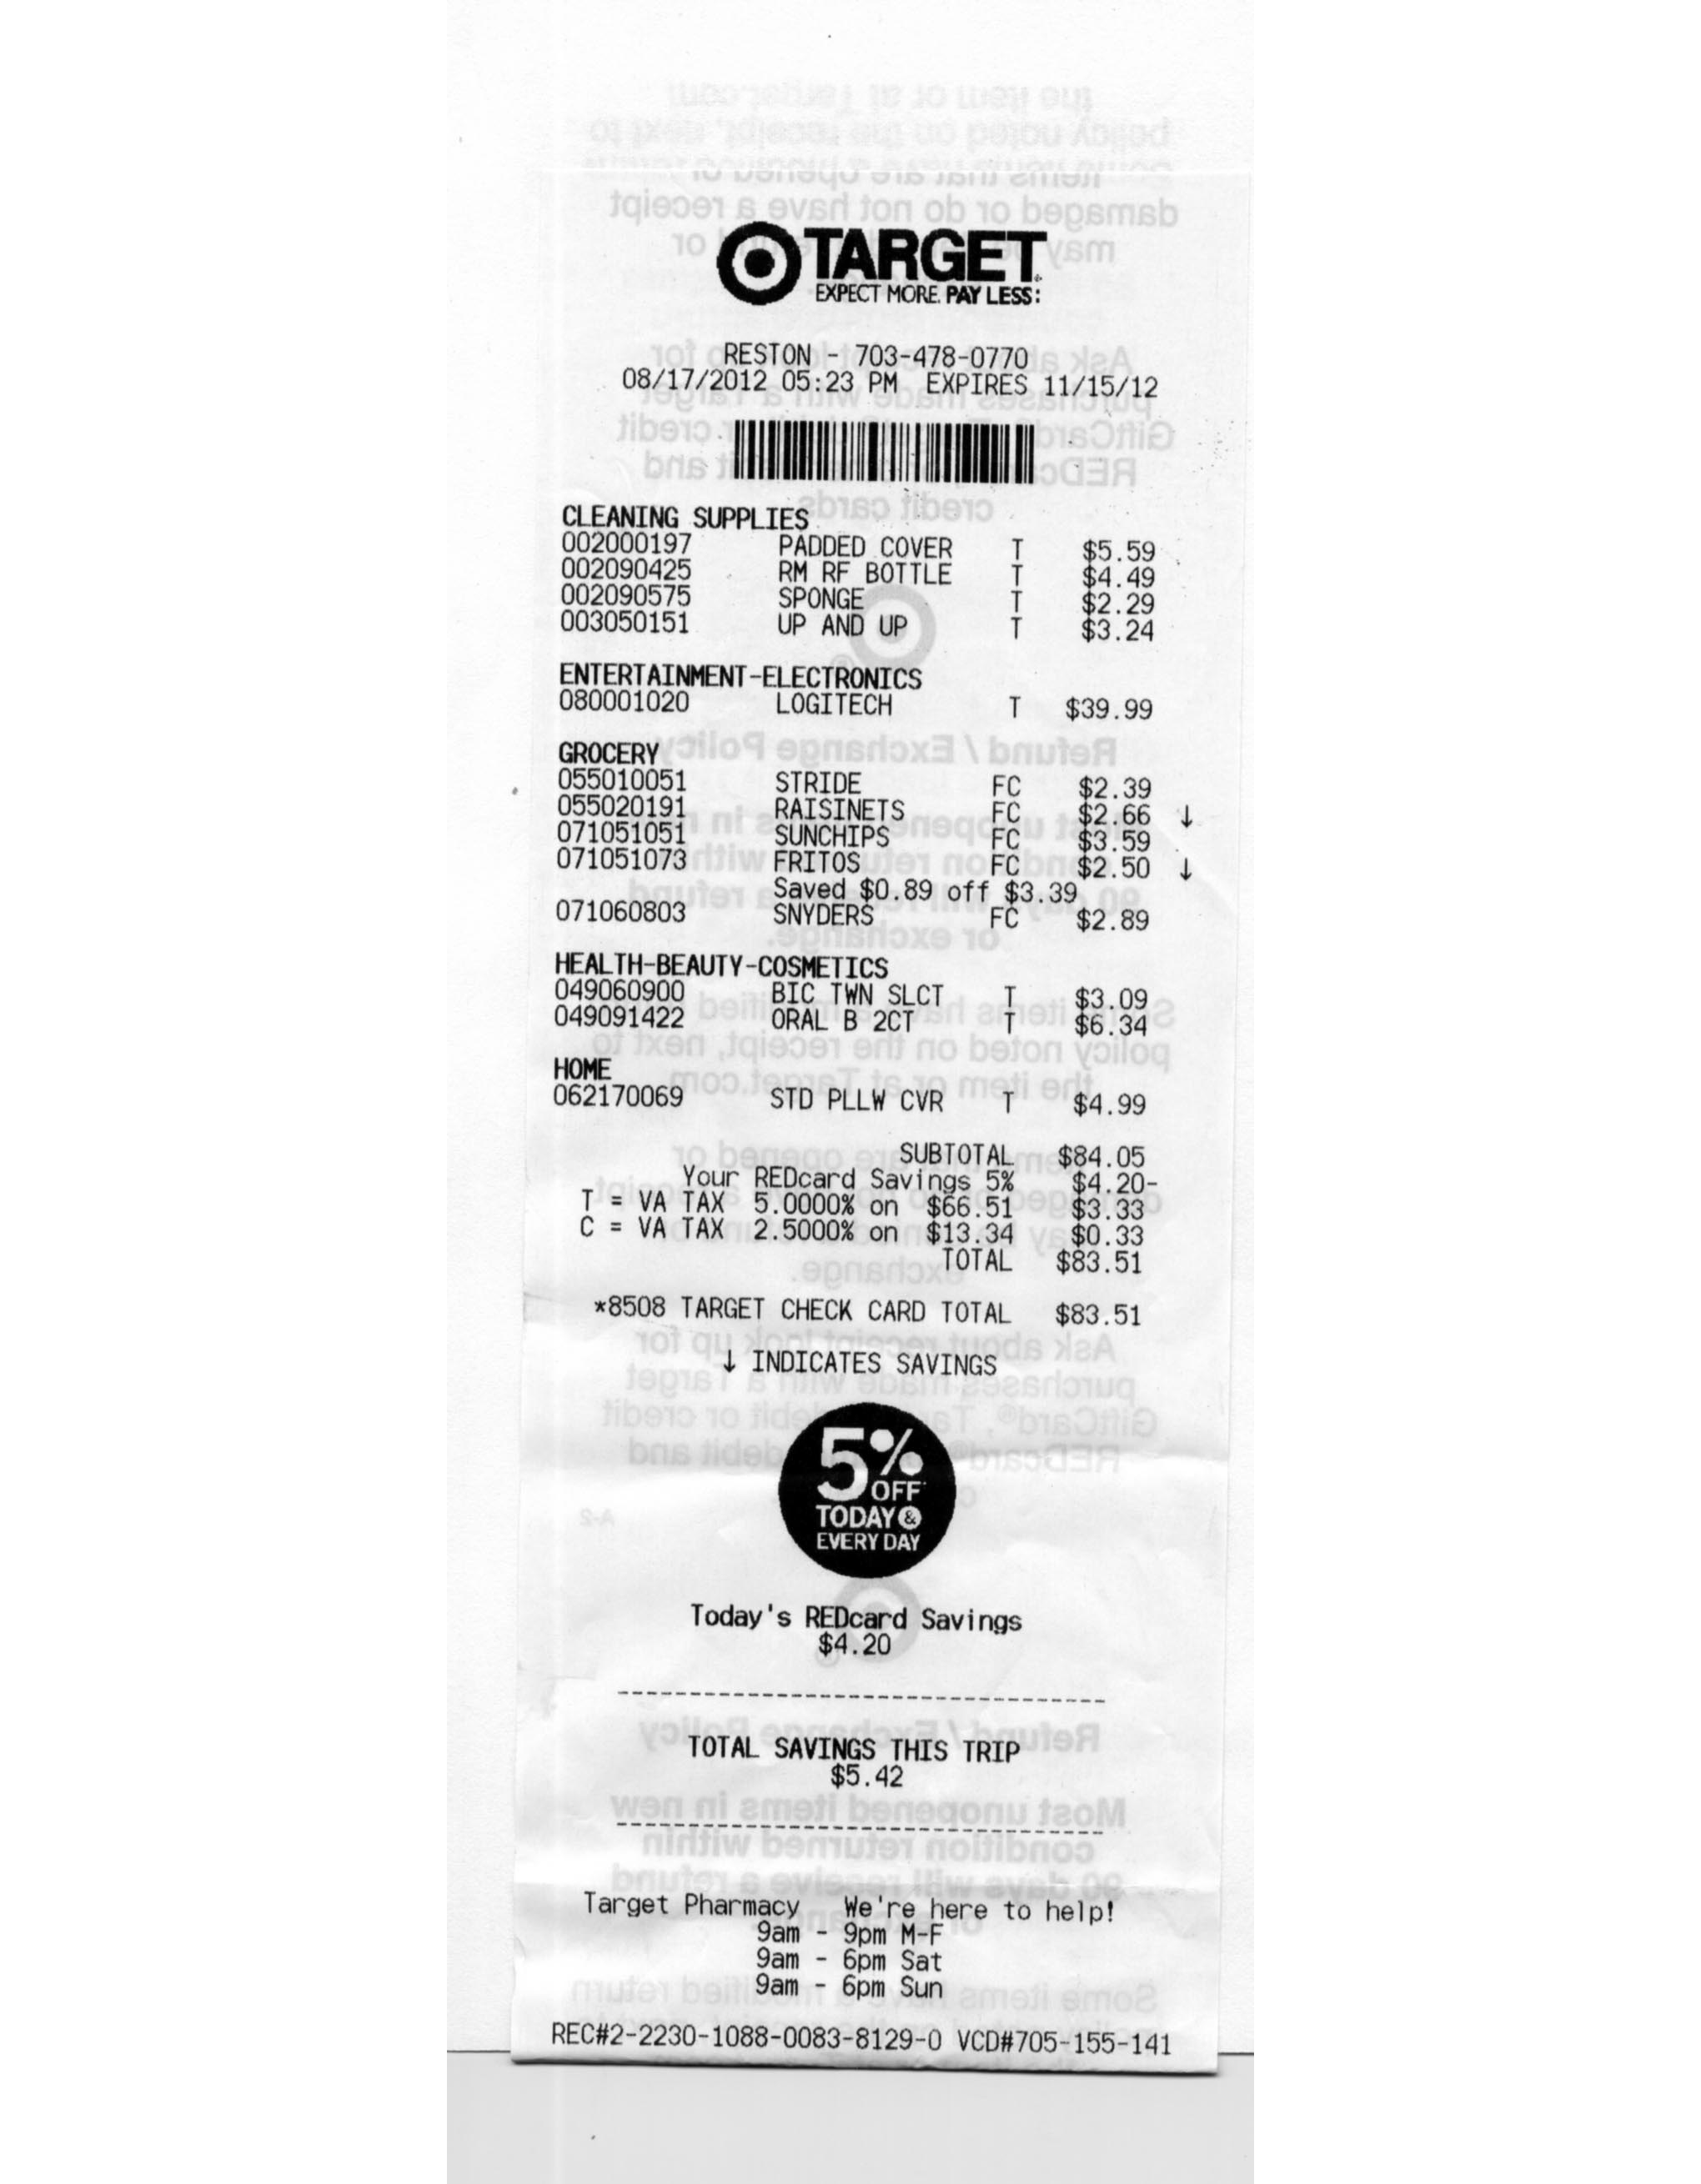 TARGET
EXPECT MORE. PAY LESS.
RESTON - 703-478-0770
08/17/2012 05:23 PM EXPIRES 11/15/12
CLEANING SUPPLIES
002000197 PADDED COVER T $5.59
002090425 RM RF BOTTLE T $4.49
002090575 SPONGE T $2.29
003050151 UP AND UP T $3.24
ENTERTAINMENT-ELECTRONICS
080001020 LOGITECH T $39.99
GROCERY
055010051 STRIDE FC $2.39
055020191 RAISINETS FC $2.66 ↓
071051051 SUNCHIPS FC $3.59
071051073 FRITOS FC $2.50 ↓
Saved $0.89 off $3.39
071060803 SNYDERS FC $2.89
HEALTH-BEAUTY-COSMETICS
049060900 BIC TWN SLCT T $3.09
049091422 ORAL B 2CT T $6.34
HOME
062170069 STD PLLW CVR T $4.99
SUBTOTAL $84.05
Your REDcard Savings 5% $4.20-
T = VA TAX 5.0000% on $66.51 $3.33
C = VA TAX 2.5000% on $13.34 $0.33
TOTAL $83.51
*8508 TARGET CHECK CARD TOTAL $83.51
↓ INDICATES SAVINGS
5%
OFF
TODAY &
EVERY DAY
Today's REDcard Savings
$4.20
TOTAL SAVINGS THIS TRIP
$5.42
Target Pharmacy We're here to help!
9am - 9pm M-F
9am - 6pm Sat
9am - 6pm Sun
REC#2-2230-1088-0083-8129-0 VCD#705-155-141